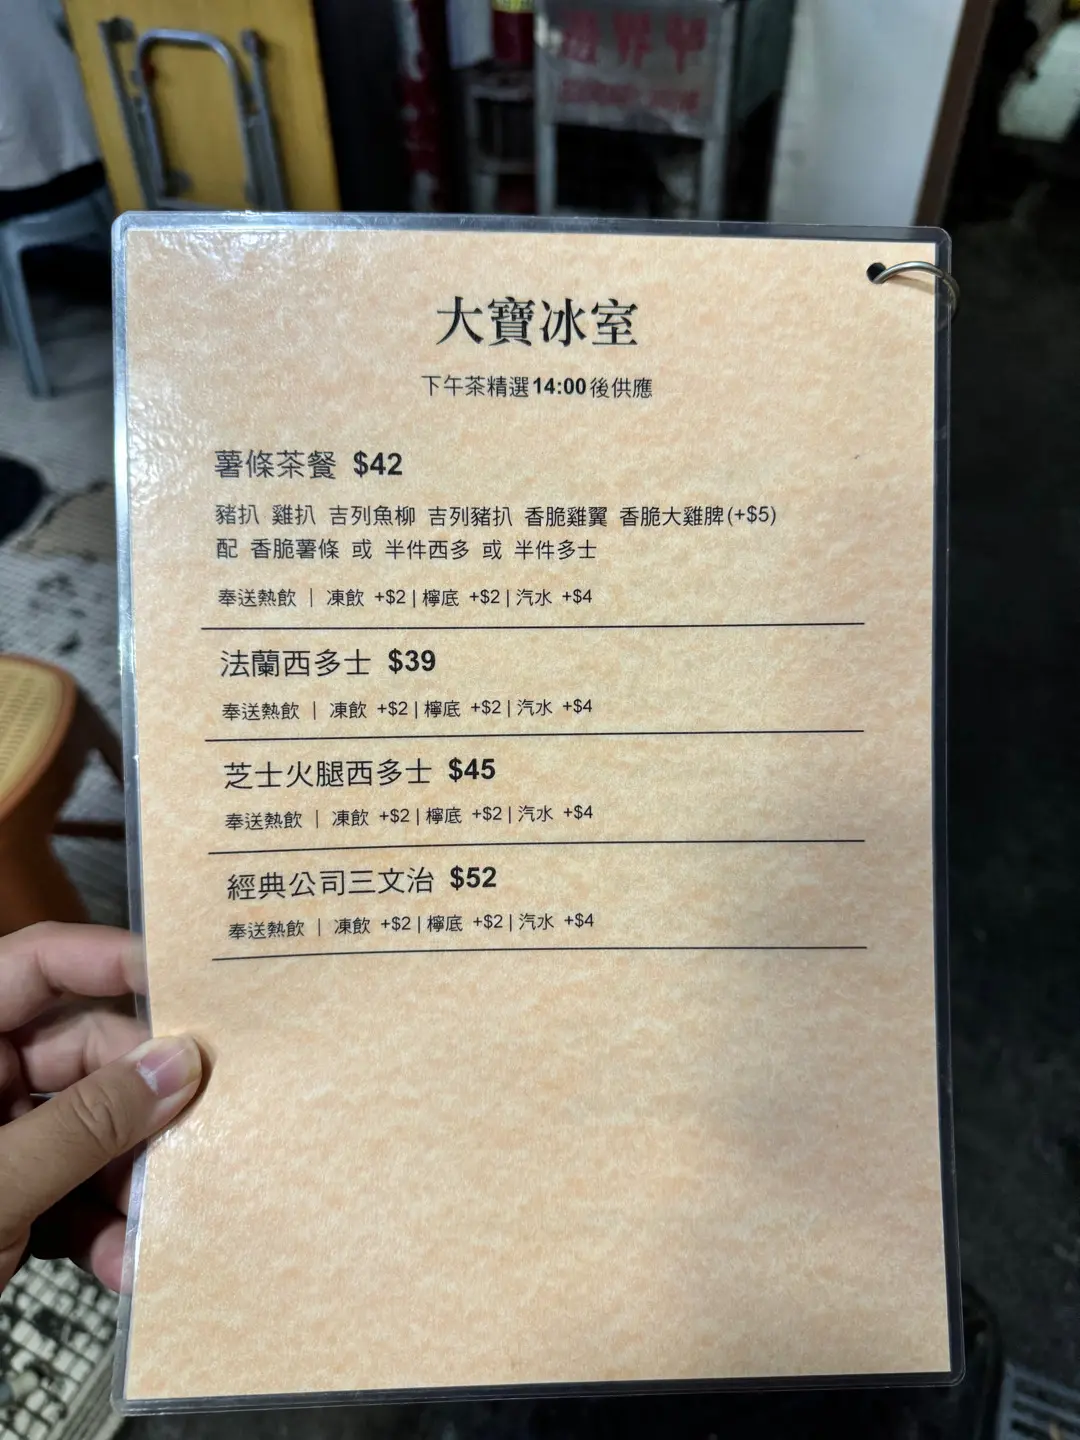 大寶冰室
下午茶精選14:00後供應
薯條茶餐 $42
豬扒 雞扒 吉列魚柳 吉列豬扒 香脆雞翼 香脆大雞脾(+$5)
配 香脆薯條 或 半件西多 或 半件多士
奉送熱飲 | 凍飲 +$2 | 檸底 +$2 | 汽水 +$4
法蘭西多士 $39
奉送熱飲 | 凍飲 +$2 | 檸底 +$2 | 汽水 +$4
芝士火腿西多士 $45
奉送熱飲 | 凍飲 +$2 | 檸底 +$2 | 汽水 +$4
經典公司三文治 $52
奉送熱飲 | 凍飲 +$2 | 檸底 +$2 | 汽水 +$4